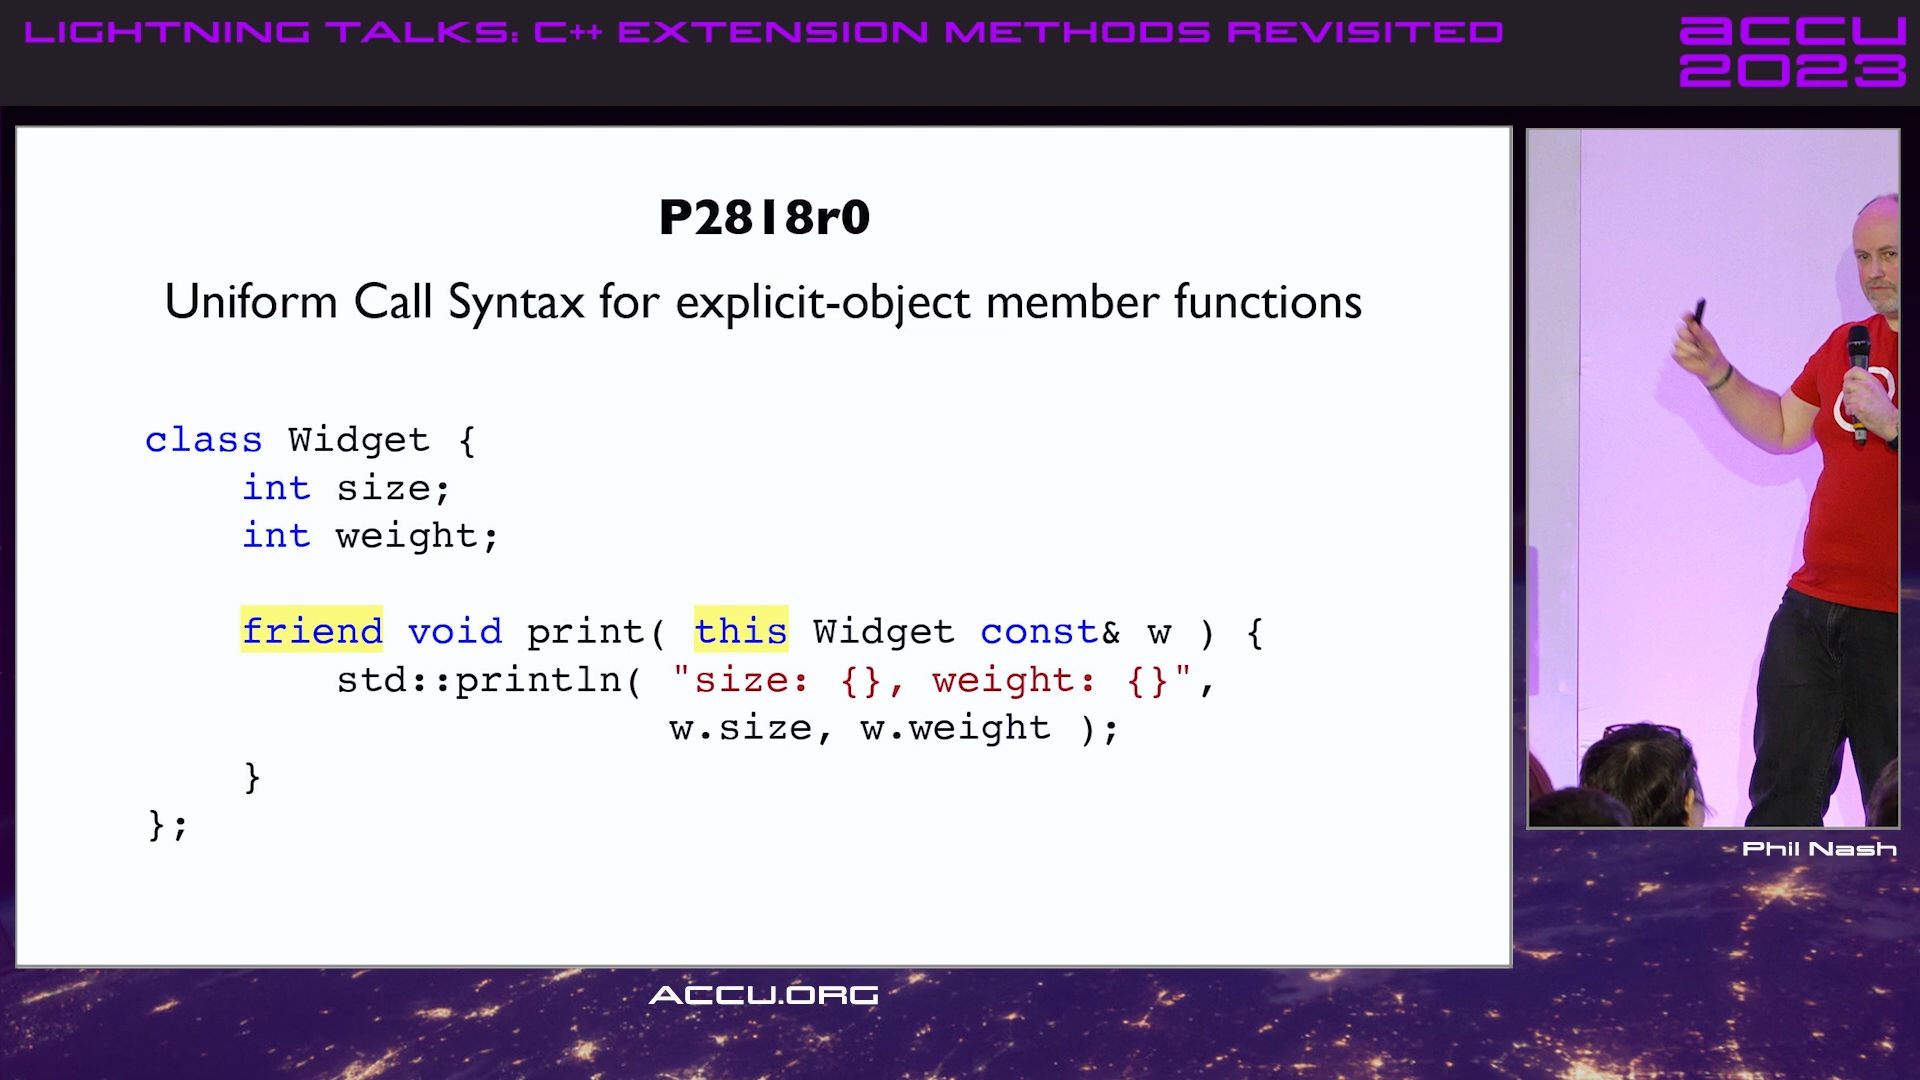 LIGHTNING TALKS: C++ EXTENSION METHODS REVISITED
accu
2023
P2818r0
Uniform Call Syntax for explicit-object member functions
class Widget {
int size;
int weight;
friend void print( this Widget const& w ) {
std::println( "size: {}, weight: {}",
w.size, w.weight );
}
};
Phil Nash
ACCU.ORG